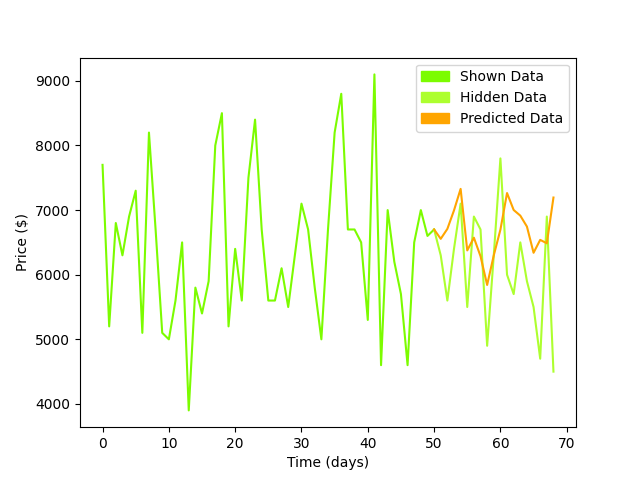 Shown Data
Hidden Data
Predicted Data
Price ($)
9000
8000
7000
6000
5000
4000
0 10 20 30 40 50 60 70
Time (days)